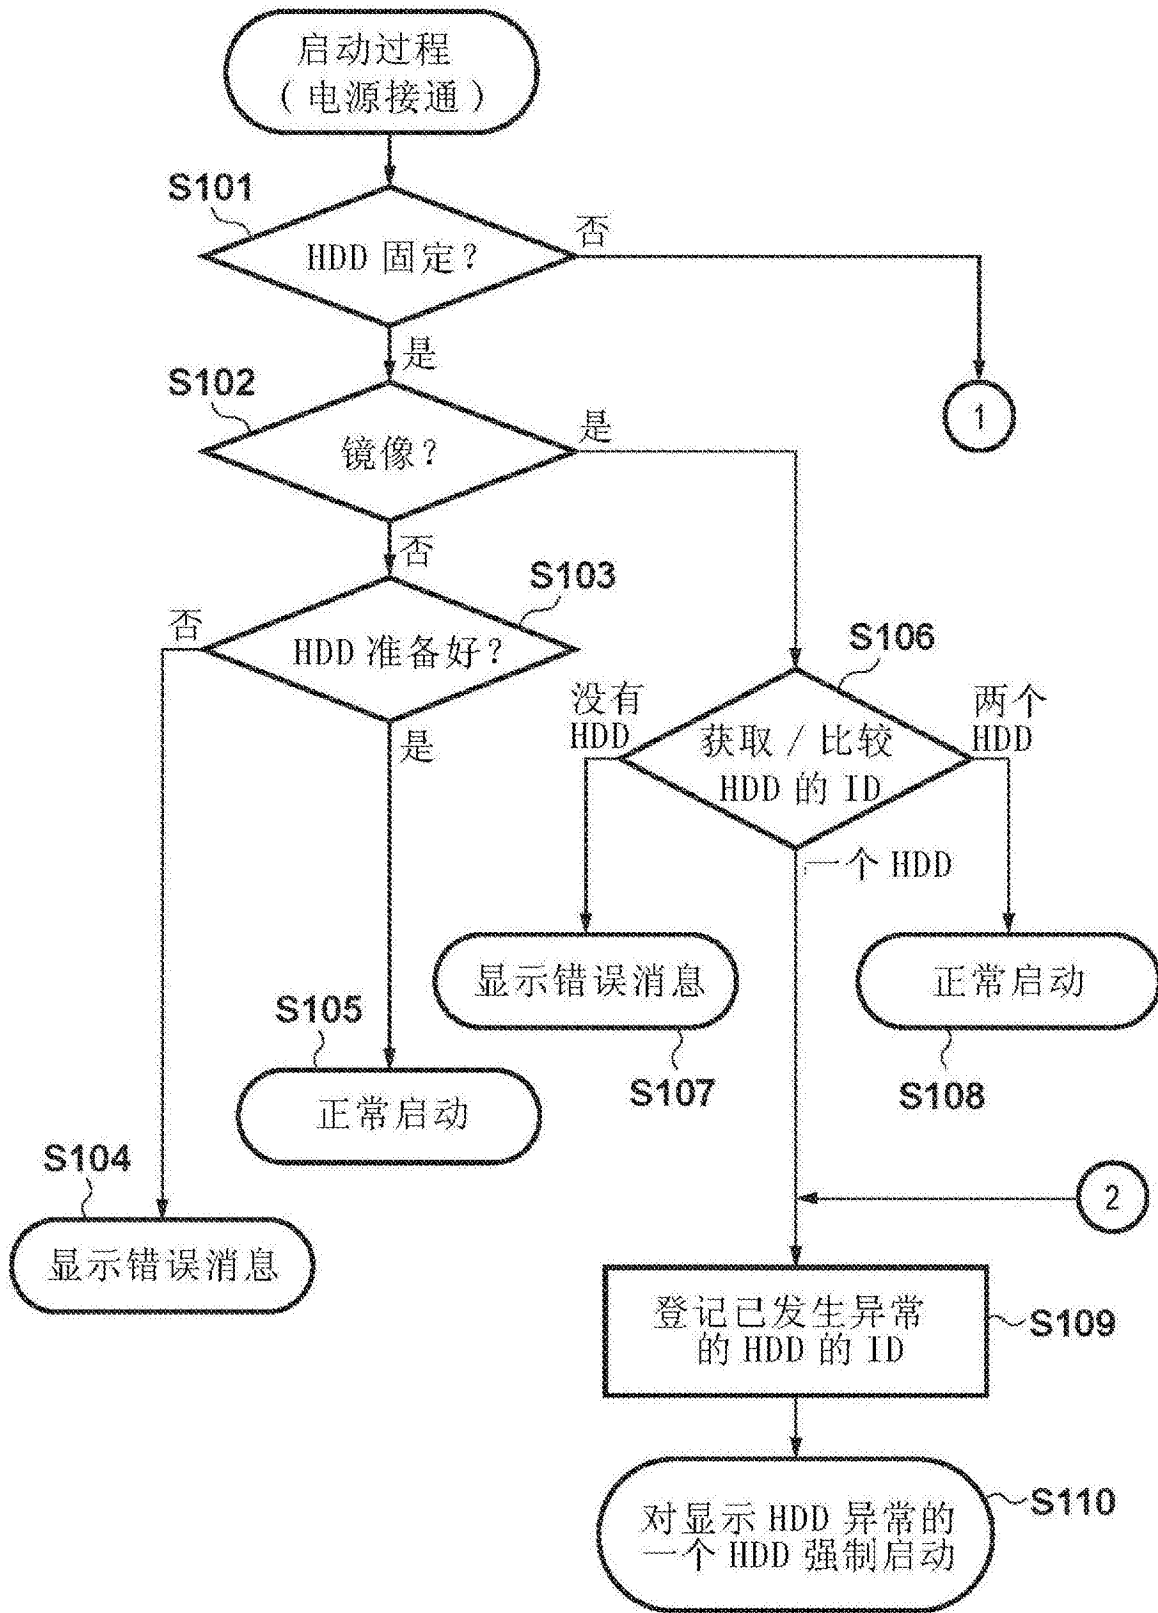 启动过程
（电源接通）
S101
HDD 固定?
否
是
1
S102
镜像?
是
否
S103
HDD 准备好?
否
是
S106
获取／比较
HDD 的 ID
没有
HDD
两个
HDD
一个 HDD
显示错误消息
S107
正常启动
S108
S105
正常启动
S104
显示错误消息
2
登记已发生异常
的 HDD 的 ID
S109
对显示 HDD 异常的
一个 HDD 强制启动
S110